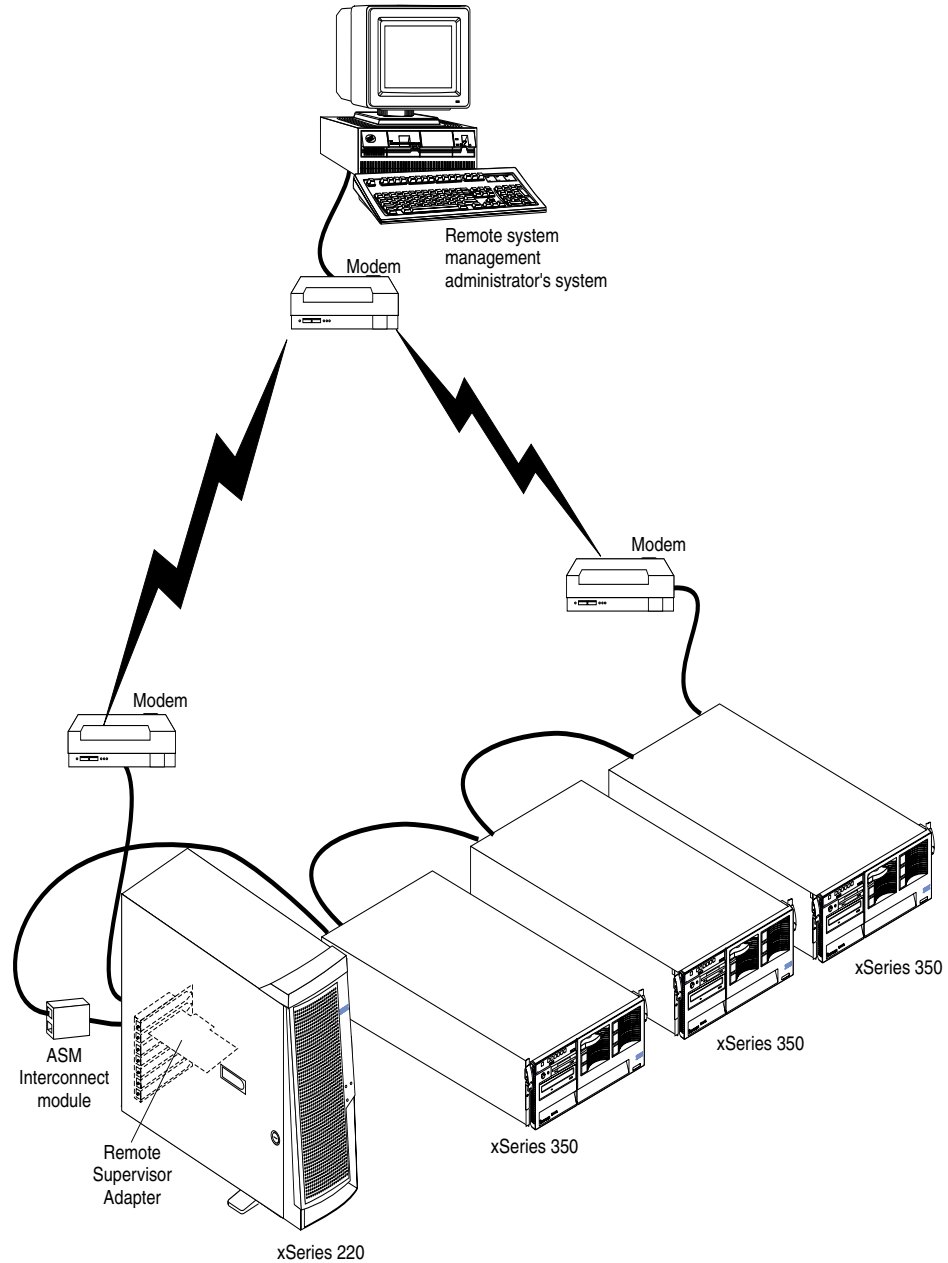 Remote system
management
administrator's system
Modem
Modem
Modem
xSeries 350
xSeries 350
xSeries 350
ASM
Interconnect
module
Remote
Supervisor
Adapter
xSeries 220